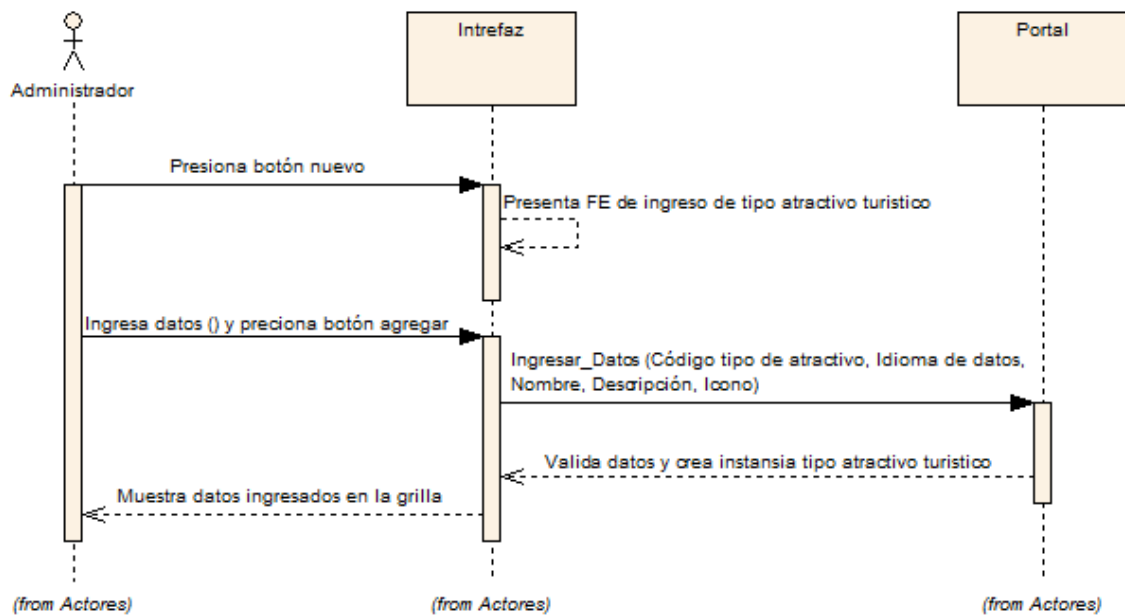 Intrefaz
Portal
Administrador
Presiona botón nuevo
Presenta FE de ingreso de tipo atractivo turistico
Ingresa datos () y preciona botón agregar
Ingresar_Datos (Código tipo de atractivo, Idioma de datos,
Nombre, Descripción, Icono)
Valida datos y crea instansia tipo atractivo turistico
Muestra datos ingresados en la grilla
(from Actores)
(from Actores)
(from Actores)